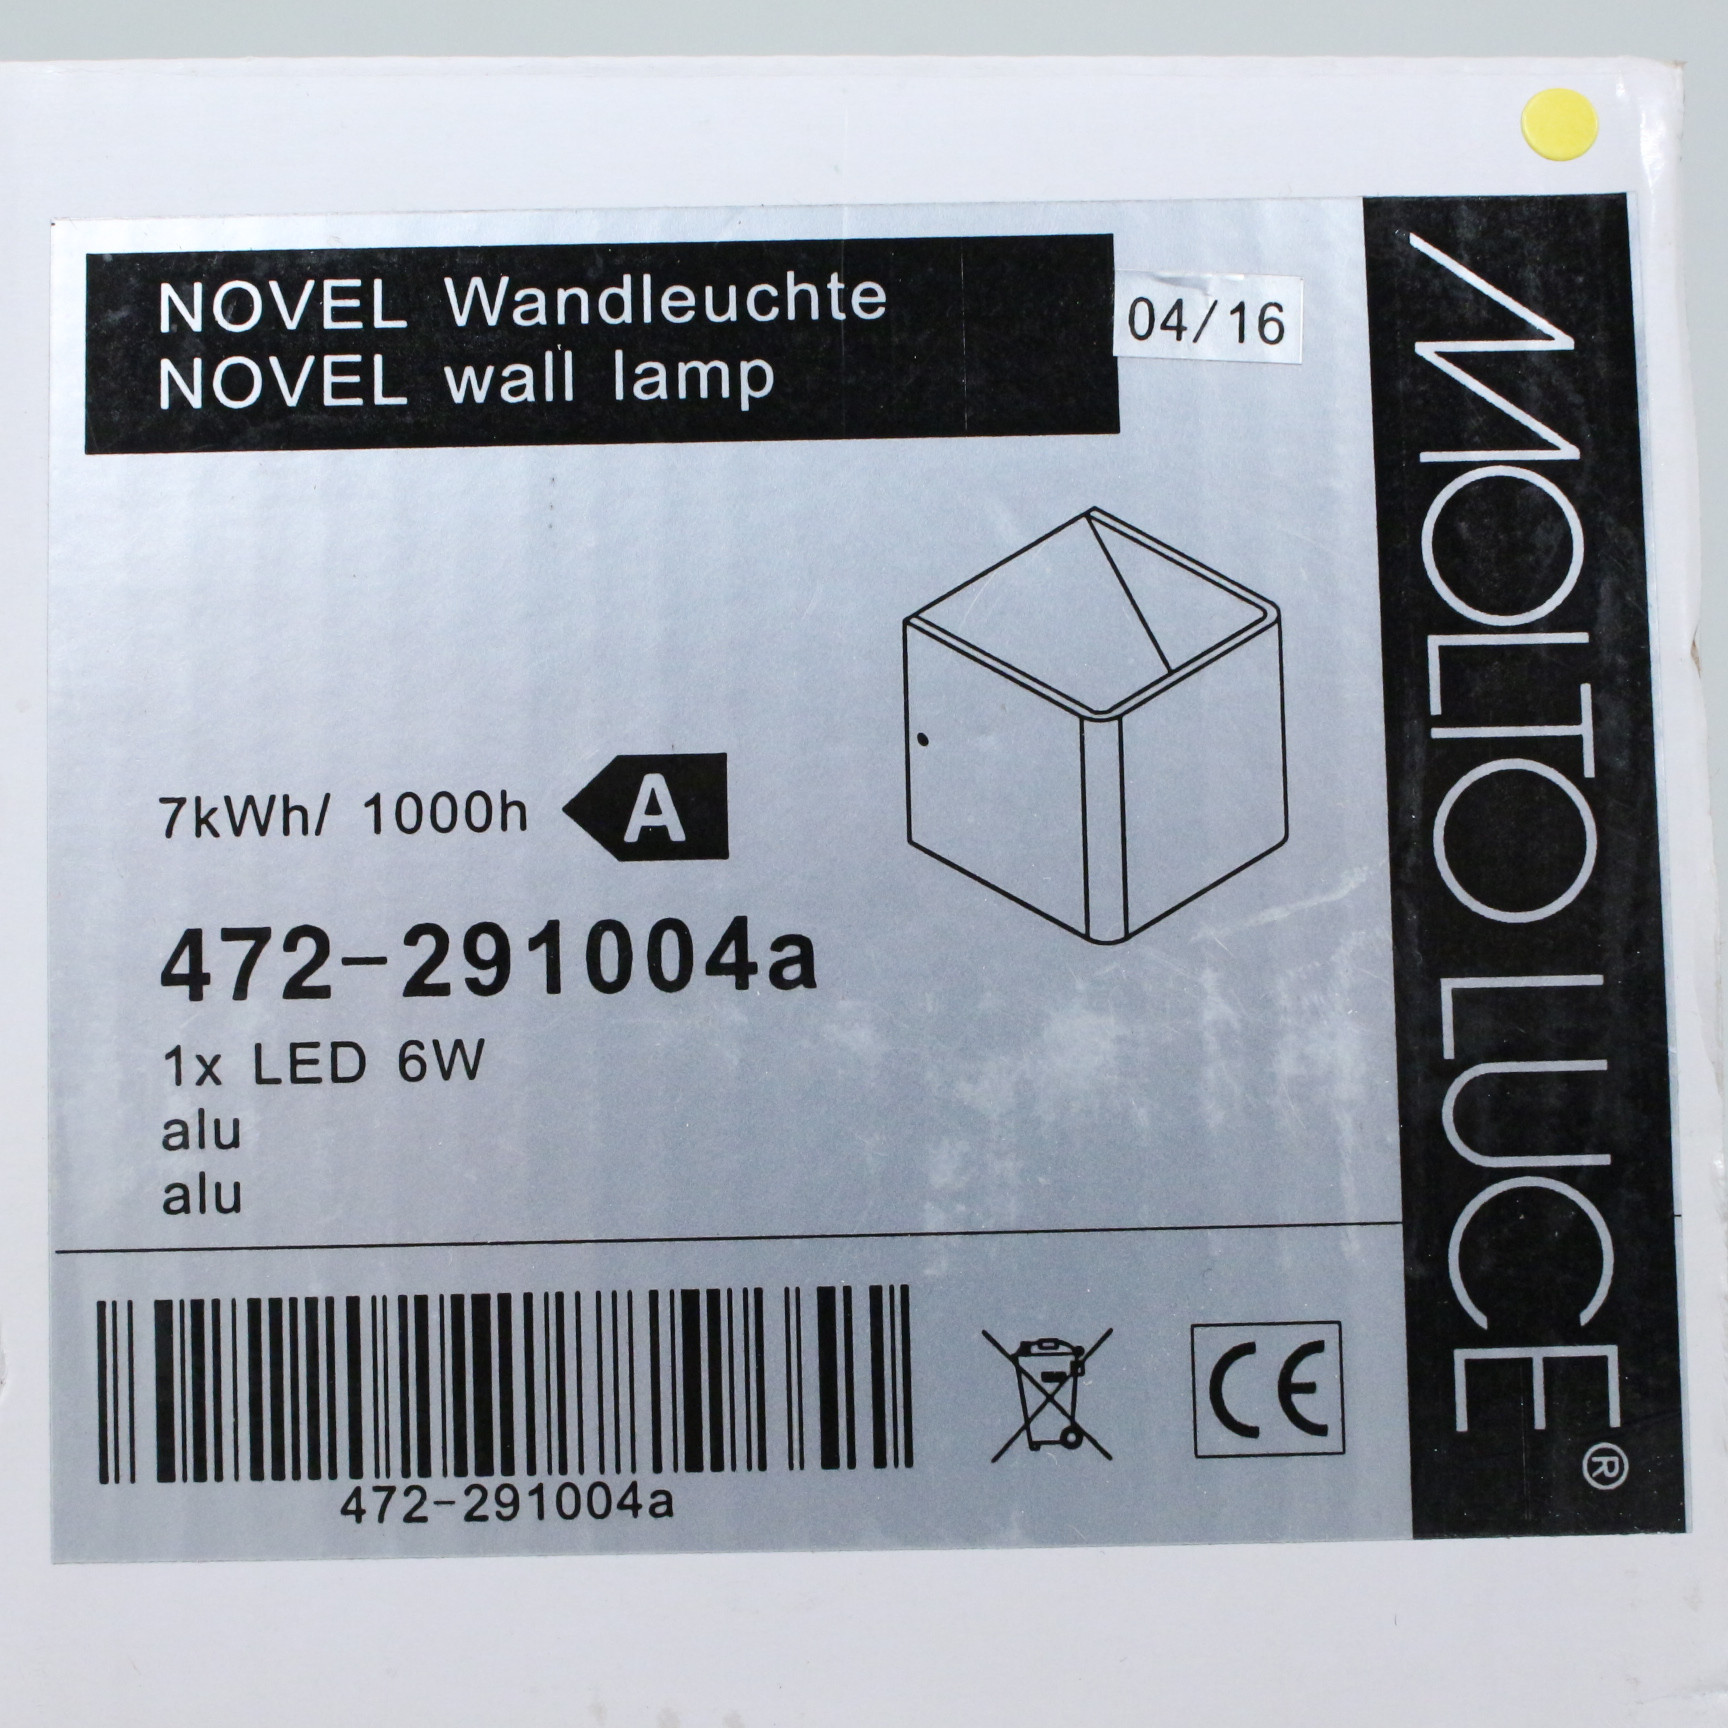 NOVEL Wandleuchte
NOVEL wall lamp
04/16
MOLTO LUCE®
7kWh/ 1000h
A
472-291004a
1x LED 6W
alu
alu
472-291004a
CE